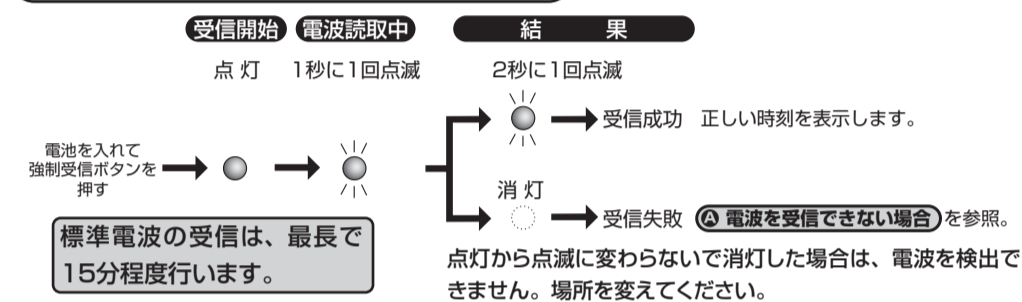 受信開始 電波読取中 結果
点灯 1秒に1回点滅 2秒に1回点滅
受信成功 正しい時刻を表示します。
電池を入れて
強制受信ボタンを
押す
消灯
受信失敗 Ⓐ 電波を受信できない場合 を参照。
標準電波の受信は、最長で
15分程度行います。
点灯から点滅に変わらないで消灯した場合は、電波を検出で
きません。場所を変えてください。